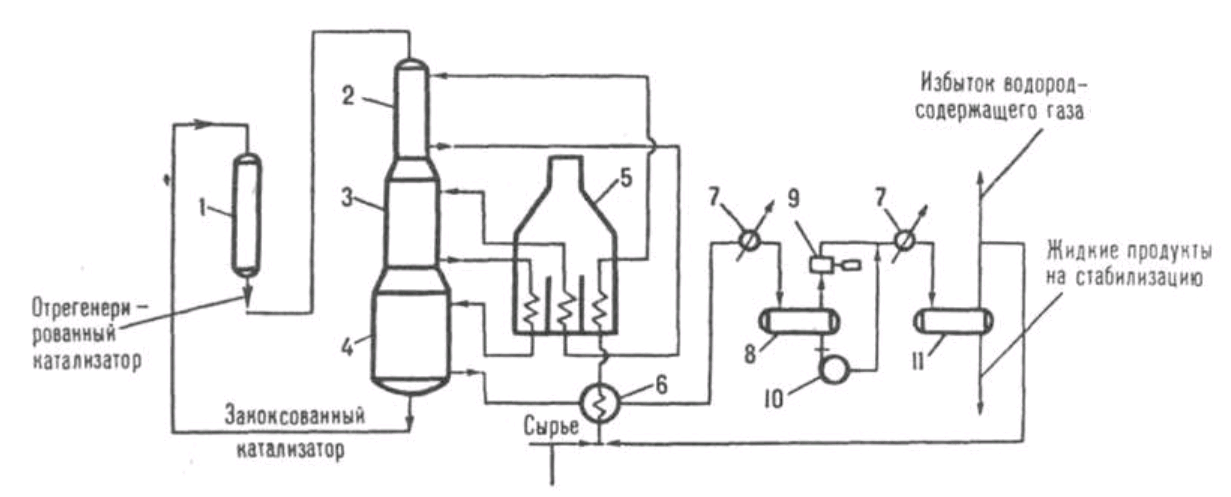 Избыток водород-
содержащего газа
2
1
3
5
7
9
7
Жидкие продукты
на стабилизацию
Отрегенери-
рованный
катализатор
4
8
10
11
6
Закоксованный
катализатор
Сырье